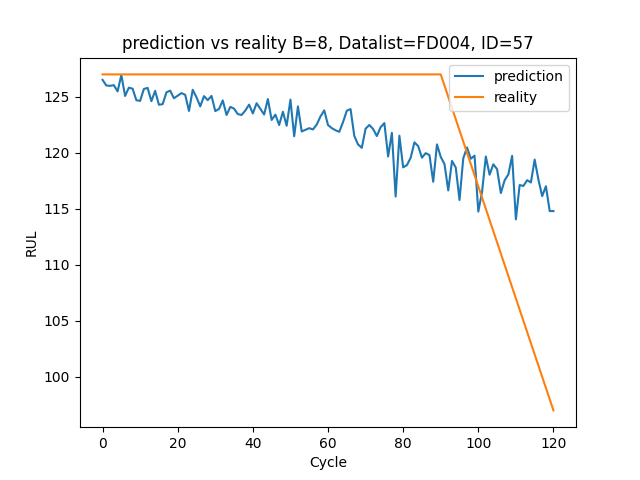 prediction vs reality B=8, Datalist=FD004, ID=57
prediction
reality
RUL
125
120
115
110
105
100
0 20 40 60 80 100 120
Cycle